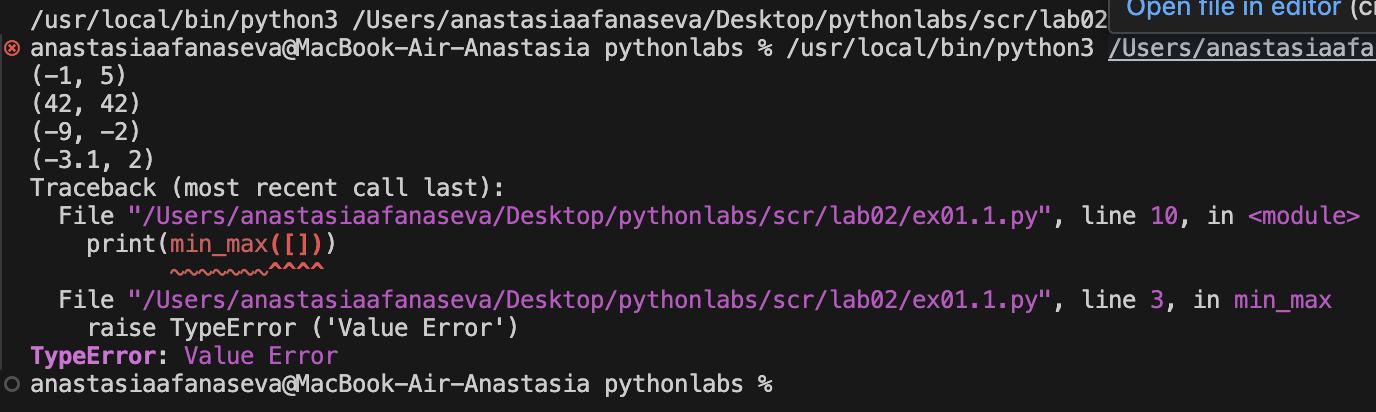 /usr/local/bin/python3 /Users/anastasiaafanaseva/Desktop/pythonlabs/scr/lab02
Open file in editor
anastasiaafanaseva@MacBook-Air-Anastasia pythonlabs % /usr/local/bin/python3 /Users/anastasiaafa
(-1, 5)
(42, 42)
(-9, -2)
(-3.1, 2)
Traceback (most recent call last):
  File "/Users/anastasiaafanaseva/Desktop/pythonlabs/scr/lab02/ex01.1.py", line 10, in <module>
    print(min_max([]))
          ~~~~~~~^^^^
  File "/Users/anastasiaafanaseva/Desktop/pythonlabs/scr/lab02/ex01.1.py", line 3, in min_max
    raise TypeError ('Value Error')
TypeError: Value Error
anastasiaafanaseva@MacBook-Air-Anastasia pythonlabs %